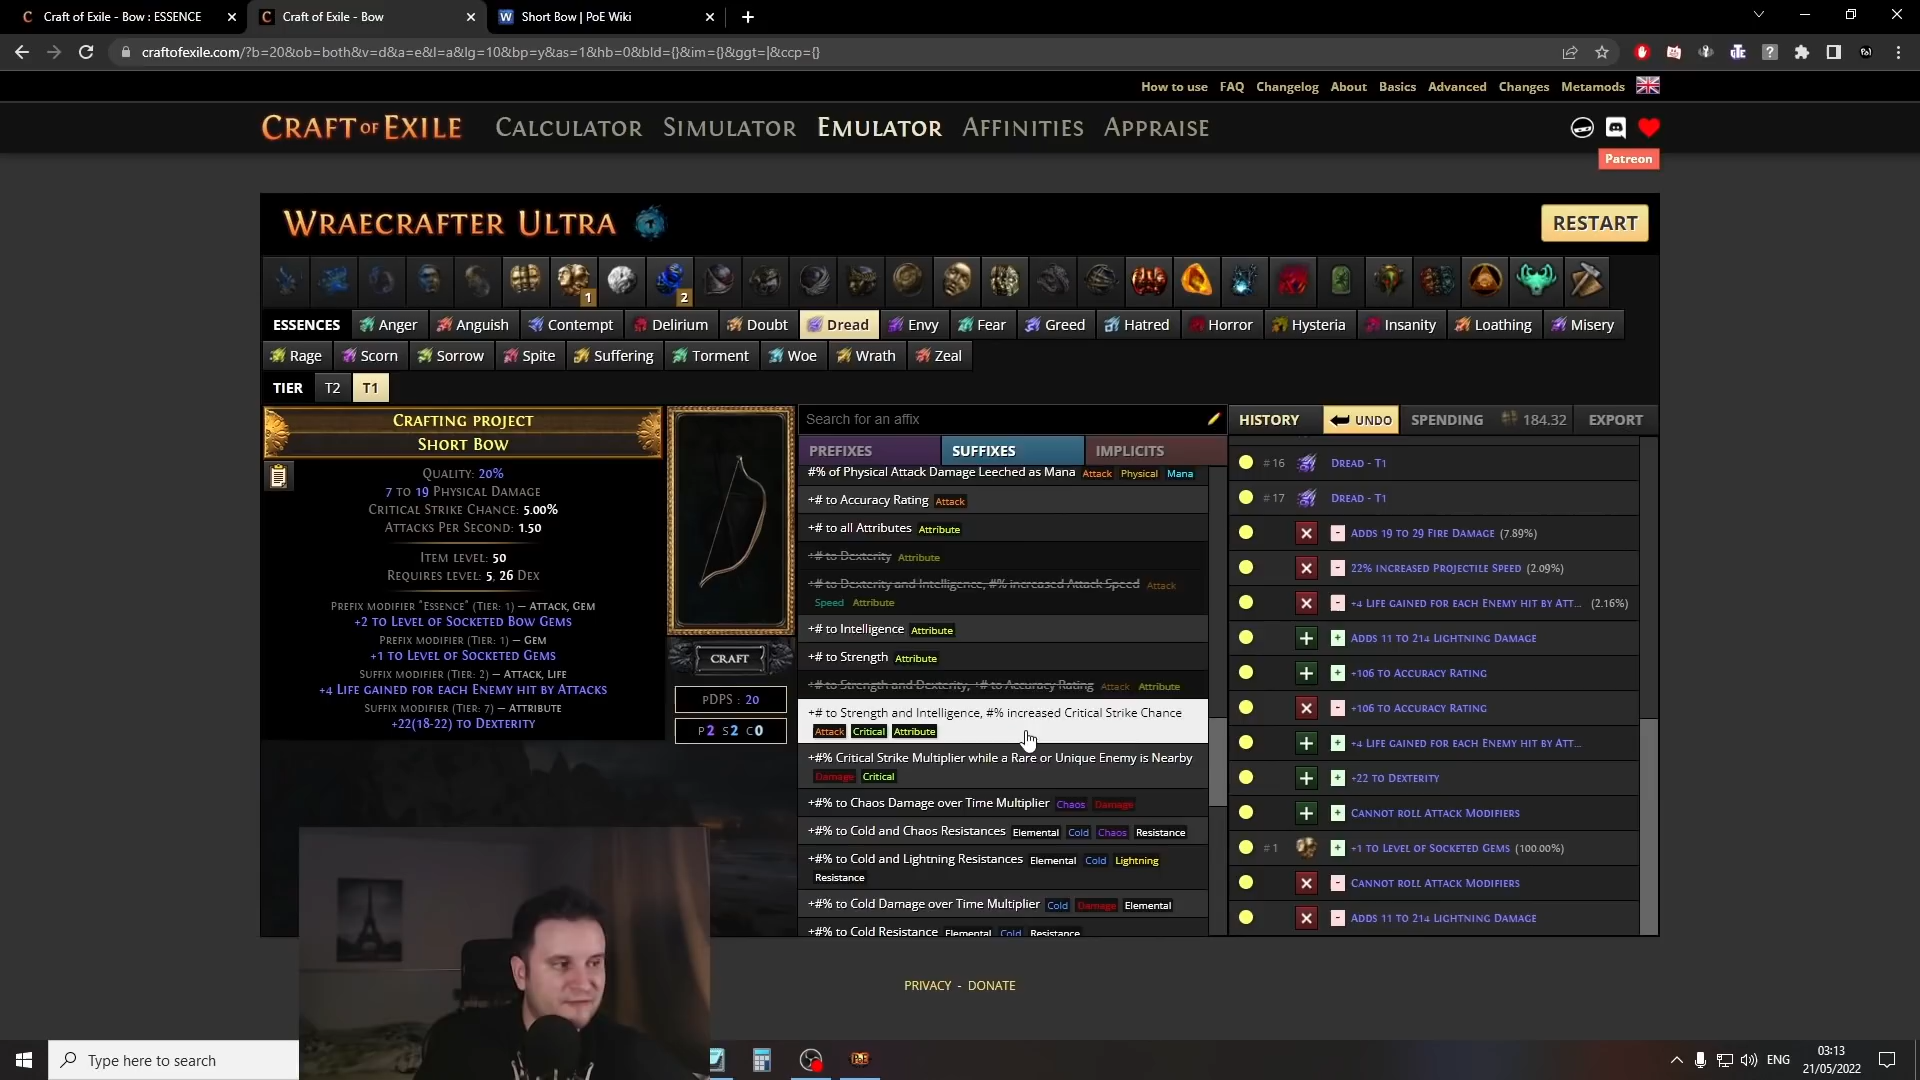 Craft of Exile - Bow : ESSENCE
Craft of Exile - Bow
Short Bow | PoE Wiki
craftofexile.com/?b=20&ob=both&v=d&a=e&l=a&lg=10&bp=y&as=1&hb=0&bld={}&im={}&ggt=|&ccp={}
How to use FAQ Changelog About Basics Advanced Changes Metamods
CRAFT OF EXILE CALCULATOR SIMULATOR EMULATOR AFFINITIES APPRAISE
Patreon
WRAECRAFTER ULTRA
RESTART
1
2
ESSENCES Anger Anguish Contempt Delirium Doubt Dread Envy Fear Greed Hatred Horror Hysteria Insanity Loathing Misery
Rage Scorn Sorrow Spite Suffering Torment Woe Wrath Zeal
TIER T2 T1
CRAFTING PROJECT
SHORT BOW
QUALITY: 20%
7 TO 19 PHYSICAL DAMAGE
CRITICAL STRIKE CHANCE: 5.00%
ATTACKS PER SECOND: 1.50
ITEM LEVEL: 50
REQUIRES LEVEL: 5, 26 DEX
PREFIX MODIFIER "ESSENCE" (TIER: 1) — ATTACK, GEM
+2 TO LEVEL OF SOCKETED BOW GEMS
PREFIX MODIFIER (TIER: 1) — GEM
+1 TO LEVEL OF SOCKETED GEMS
SUFFIX MODIFIER (TIER: 2) — ATTACK, LIFE
+4 LIFE GAINED FOR EACH ENEMY HIT BY ATTACKS
SUFFIX MODIFIER (TIER: 7) — ATTRIBUTE
+22(18-22) TO DEXTERITY
CRAFT
PDPS : 20
P2 S2 C0
Search for an affix
PREFIXES SUFFIXES IMPLICITS
#% of Physical Attack Damage Leeched as Mana Attack Physical Mana
+# to Accuracy Rating Attack
+# to all Attributes Attribute
+# to Dexterity Attribute
+# to Dexterity and Intelligence, #% increased Attack Speed Attack
Speed Attribute
+# to Intelligence Attribute
+# to Strength Attribute
+# to Strength and Dexterity, +# to Accuracy Rating Attack Attribute
+# to Strength and Intelligence, #% increased Critical Strike Chance
Attack Critical Attribute
+#% Critical Strike Multiplier while a Rare or Unique Enemy is Nearby
Damage Critical
+#% to Chaos Damage over Time Multiplier Chaos Damage
+#% to Cold and Chaos Resistances Elemental Cold Chaos Resistance
+#% to Cold and Lightning Resistances Elemental Cold Lightning
Resistance
+#% to Cold Damage over Time Multiplier Cold Damage Elemental
+#% to Cold Resistance Elemental Cold Resistance
HISTORY UNDO SPENDING 184.32 EXPORT
#16 DREAD - T1
#17 DREAD - T1
- ADDS 19 TO 29 FIRE DAMAGE (7.89%)
- 22% INCREASED PROJECTILE SPEED (2.09%)
- +4 LIFE GAINED FOR EACH ENEMY HIT BY ATT... (2.16%)
+ ADDS 11 TO 214 LIGHTNING DAMAGE
+ +106 TO ACCURACY RATING
- +106 TO ACCURACY RATING
+ +4 LIFE GAINED FOR EACH ENEMY HIT BY ATT...
+ +22 TO DEXTERITY
+ CANNOT ROLL ATTACK MODIFIERS
#1 + +1 TO LEVEL OF SOCKETED GEMS (100.00%)
- CANNOT ROLL ATTACK MODIFIERS
- ADDS 11 TO 214 LIGHTNING DAMAGE
PRIVACY - DONATE
Type here to search
ENG
03:13
21/05/2022